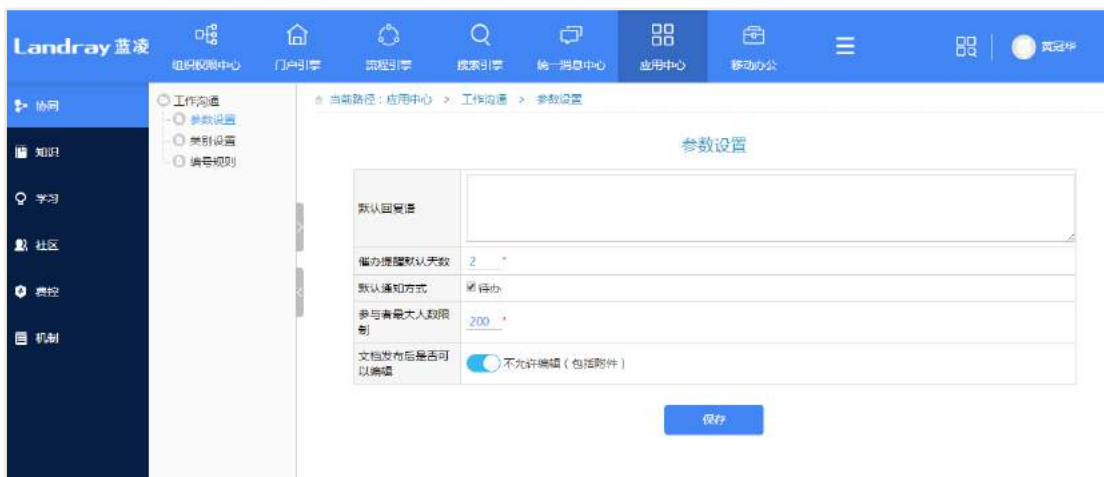 Landray 蓝凌
组织权限中心
门户引擎
流程引擎
搜索引擎
统一消息中心
应用中心
移动办公
黄冠华
协同
知识
学习
社区
费控
机制
工作沟通
参数设置
类别设置
编号规则
当前路径：应用中心 > 工作沟通 > 参数设置
参数设置
默认回复语
催办提醒默认天数 2 *
默认通知方式 待办
参与者最大人数限
制 200 *
文档发布后是否可
以编辑 不允许编辑（包括附件）
保存